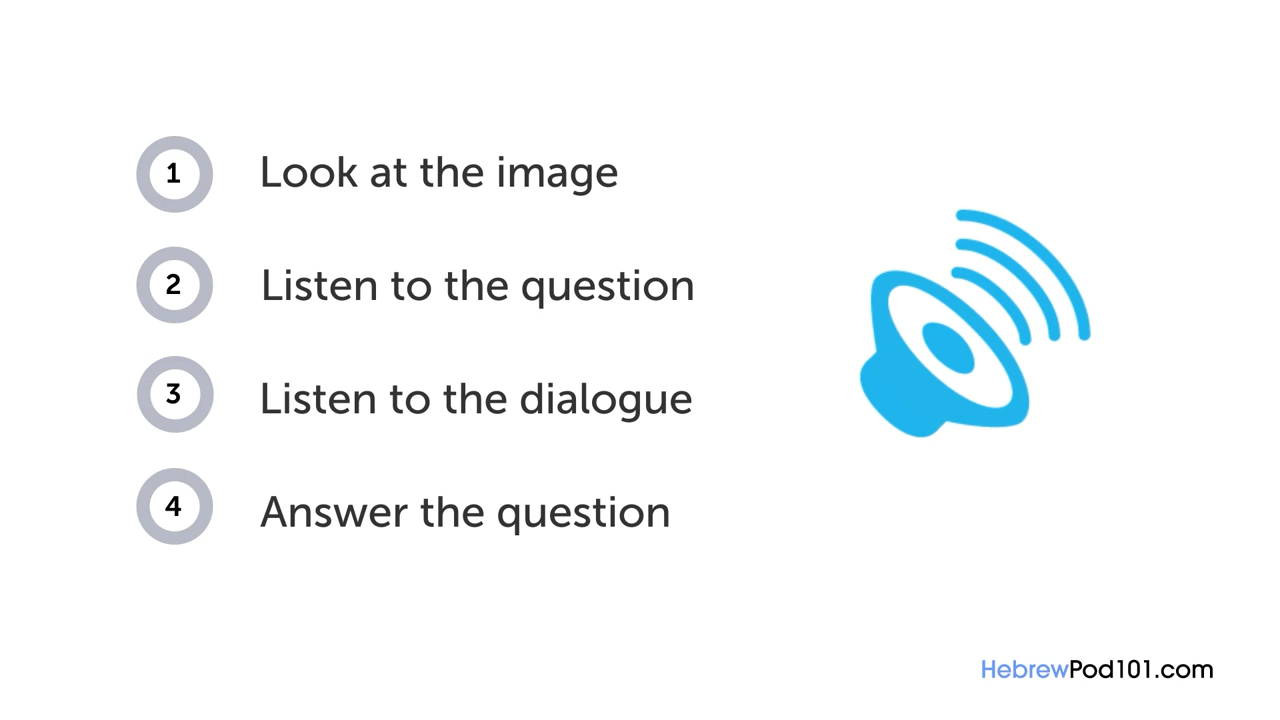 1 Look at the image
2 Listen to the question
3 Listen to the dialogue
4 Answer the question
HebrewPod101.com